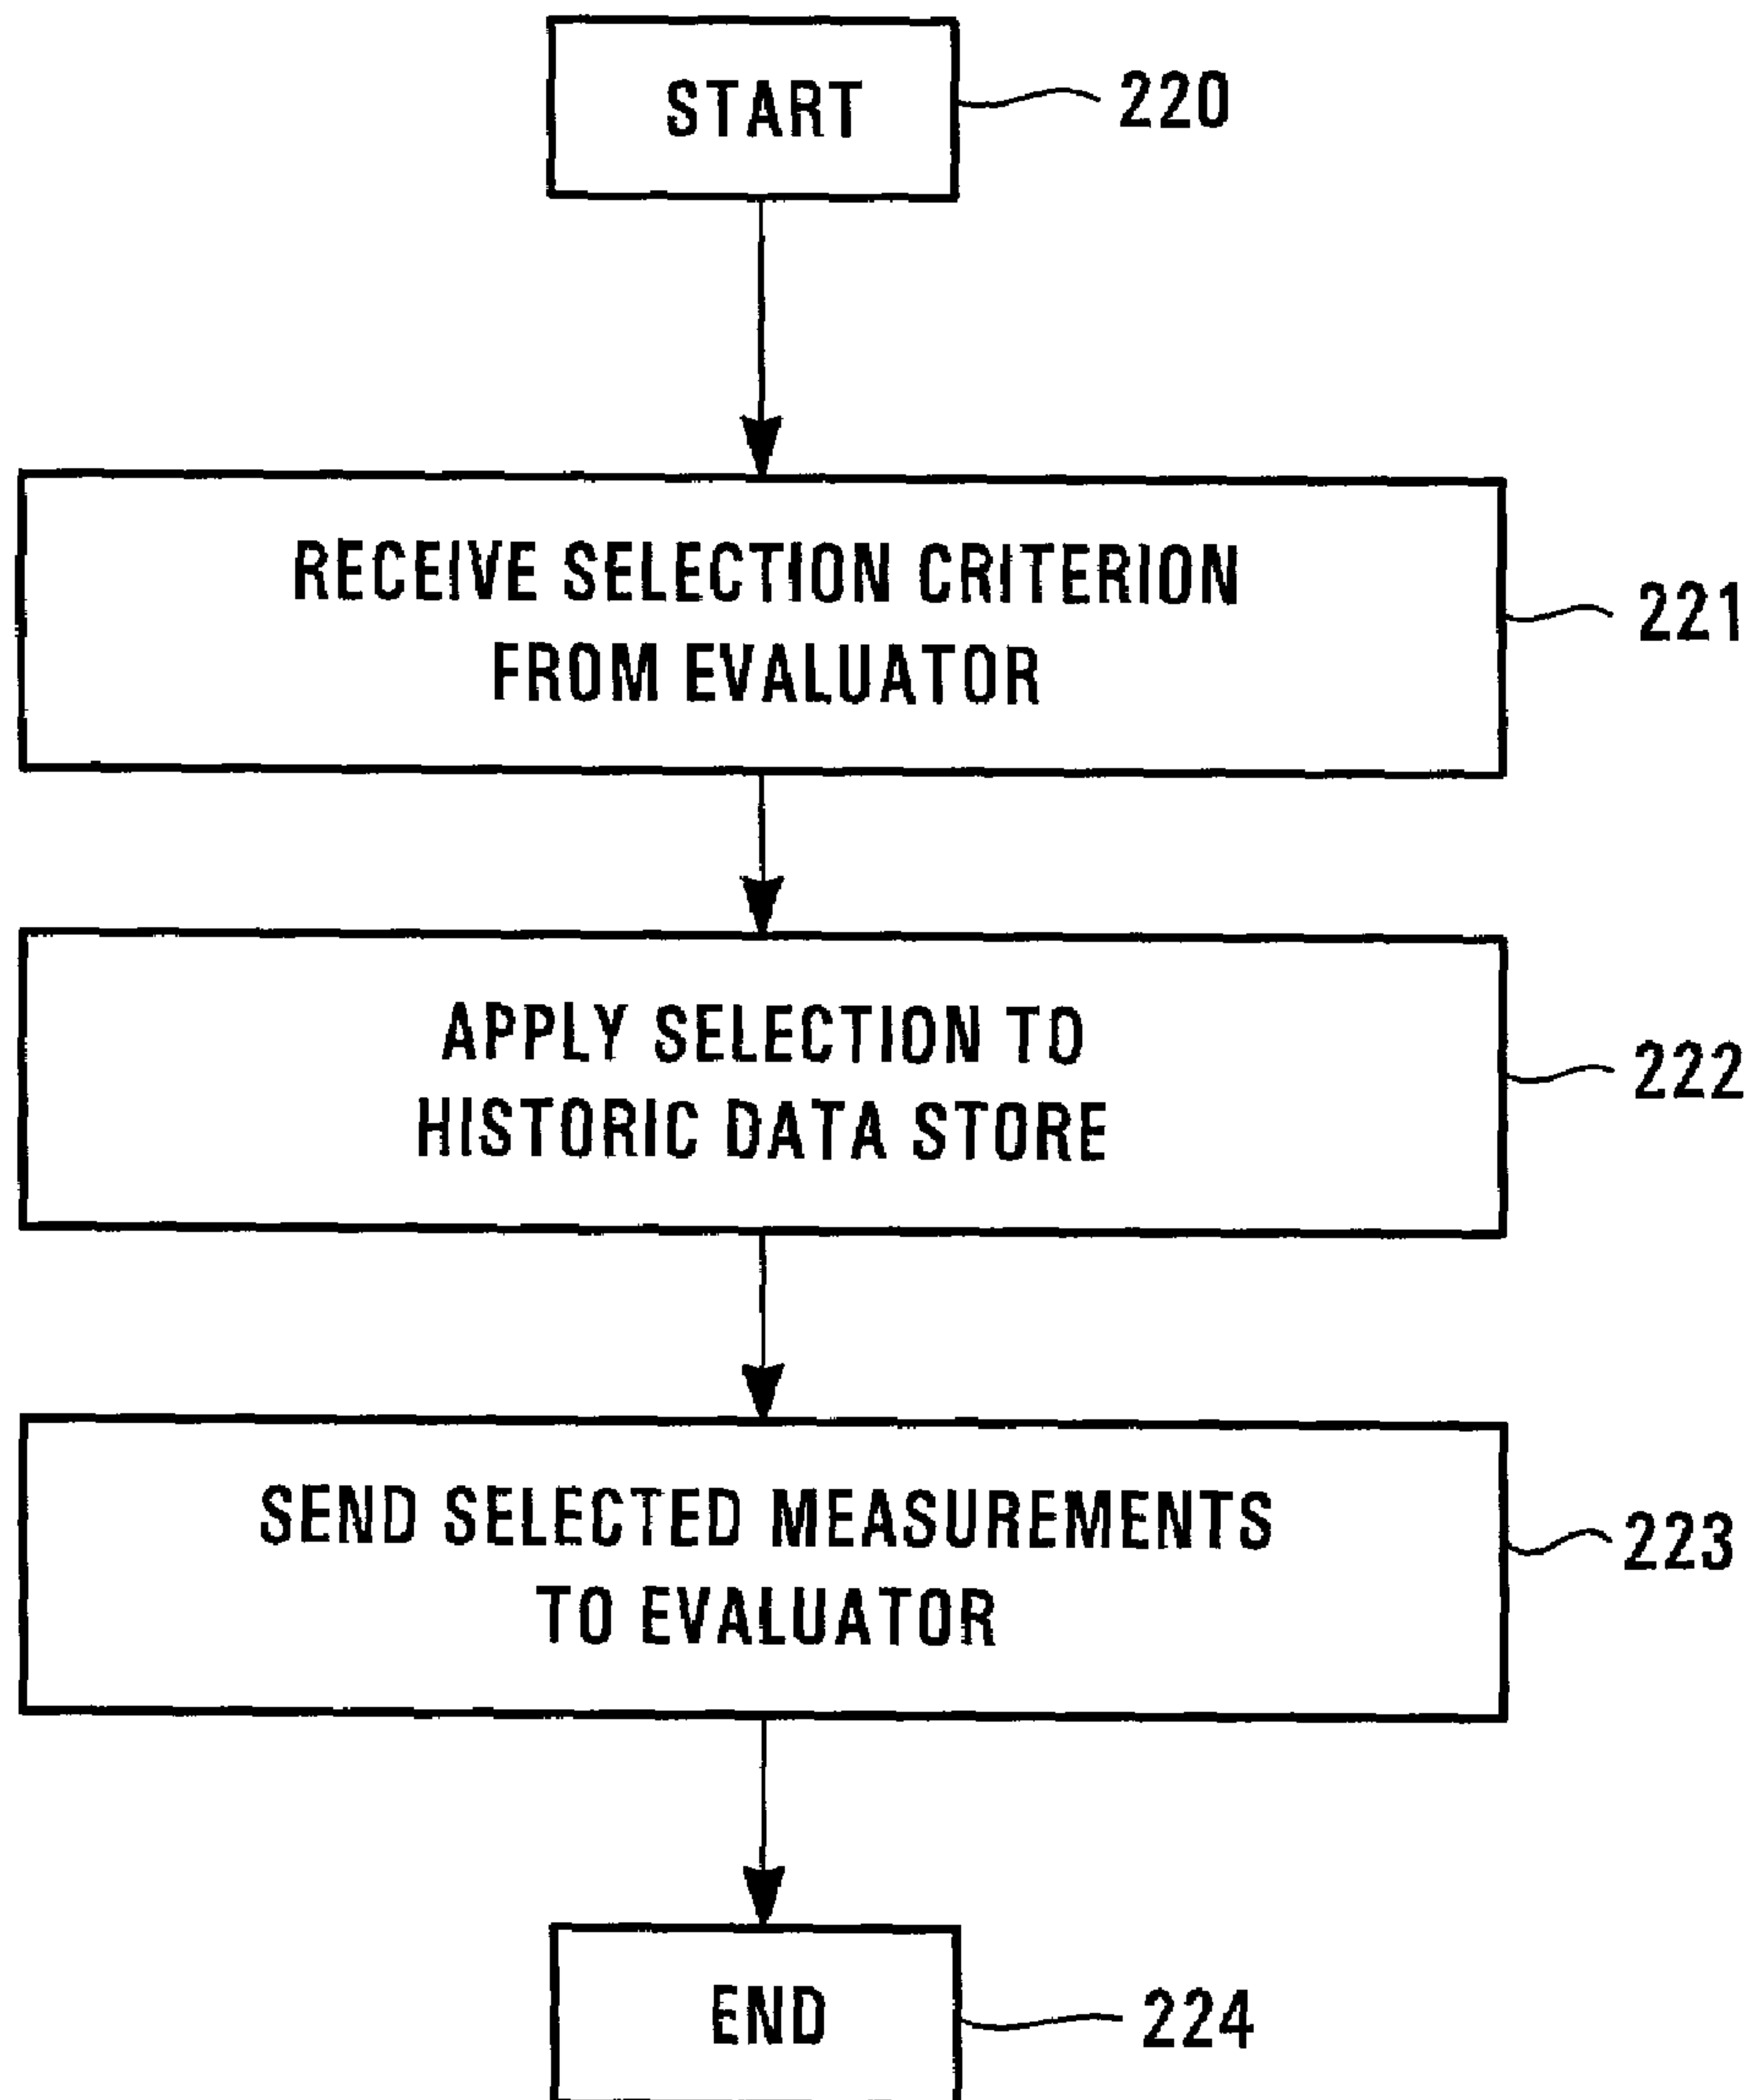 START
220
RECEIVE SELECTION CRITERION
FROM EVALUATOR
221
APPLY SELECTION TO
HISTORIC DATA STORE
222
SEND SELECTED MEASUREMENTS
TO EVALUATOR
223
END
224